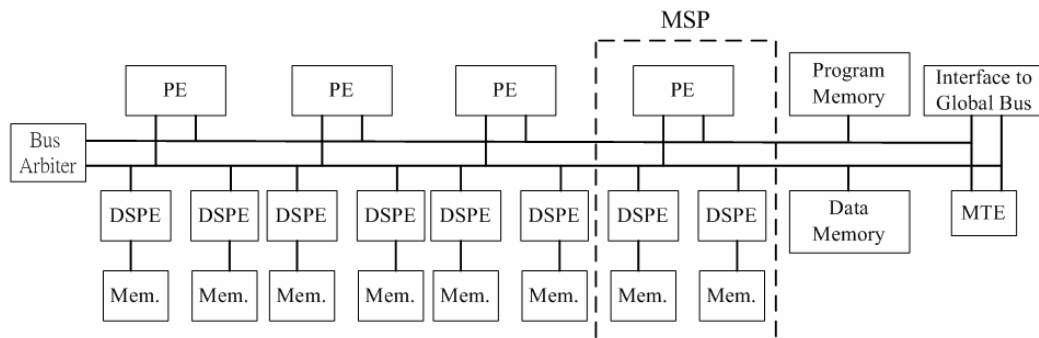 MSP
PE
PE
PE
PE
Program
Memory
Interface to
Global Bus
Bus
Arbiter
DSPE
DSPE
DSPE
DSPE
DSPE
DSPE
DSPE
DSPE
Data
Memory
MTE
Mem.
Mem.
Mem.
Mem.
Mem.
Mem.
Mem.
Mem.